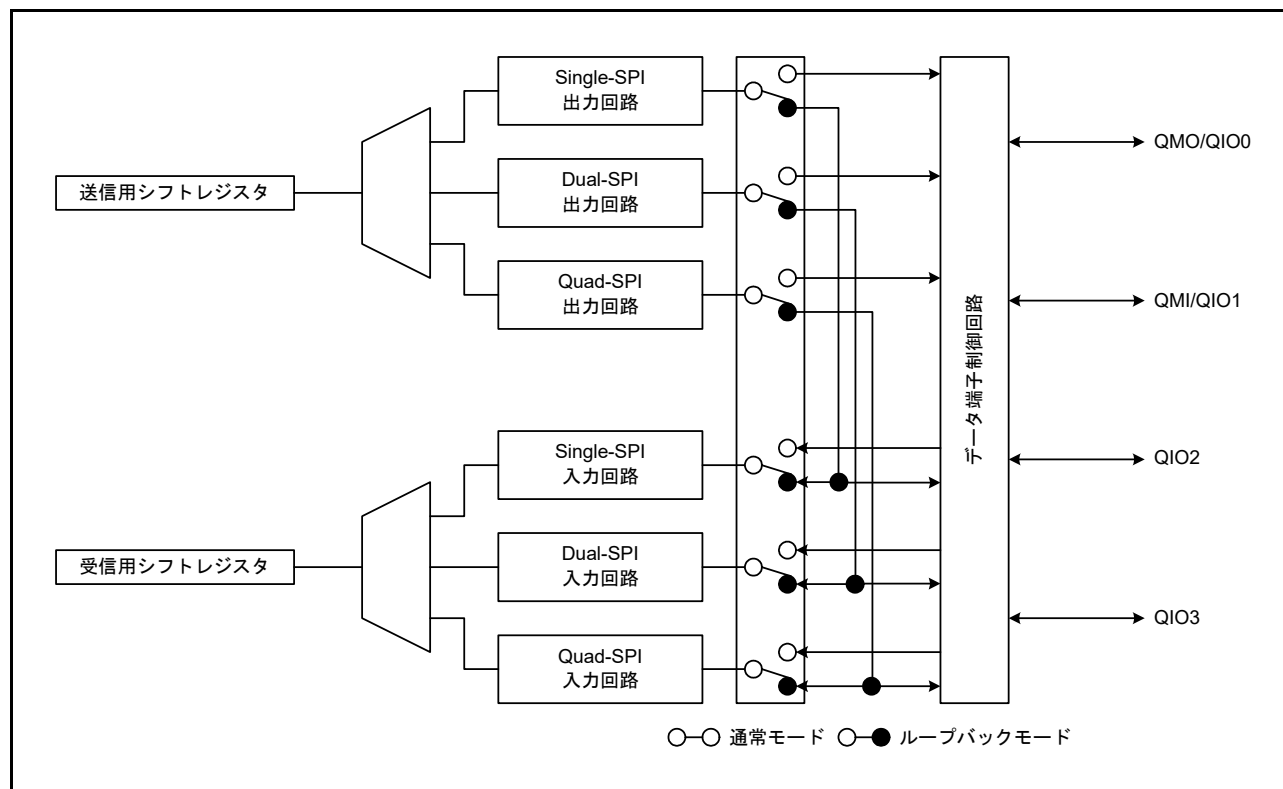 Single-SPI
出力回路
送信用シフトレジスタ
Dual-SPI
出力回路
Quad-SPI
出力回路
Single-SPI
入力回路
受信用シフトレジスタ
Dual-SPI
入力回路
Quad-SPI
入力回路
データ端子制御回路
QMO/QIO0
QMI/QIO1
QIO2
QIO3
通常モード
ループバックモード